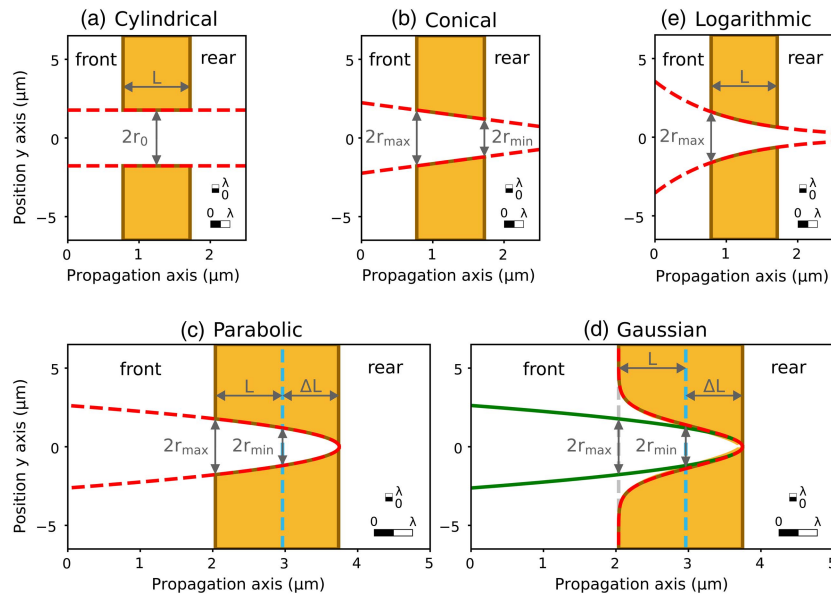 (a) Cylindrical
(b) Conical
(e) Logarithmic
Position y axis (μm)
5
0
−5
front
rear
L
2r0
λ
0
0 λ
0 1 2
Propagation axis (μm)
front
rear
2rmax
2rmin
5
0
−5
λ
0
0 λ
0 1 2
Propagation axis (μm)
front
rear
L
2rmax
5
0
−5
λ
0
0 λ
0 1 2
Propagation axis (μm)
(c) Parabolic
(d) Gaussian
Position y axis (μm)
5
0
−5
front
rear
L
ΔL
2rmax
2rmin
λ
0
0 λ
0 1 2 3 4 5
Propagation axis (μm)
front
rear
L
ΔL
2rmax
2rmin
5
0
−5
λ
0
0 λ
0 1 2 3 4 5
Propagation axis (μm)